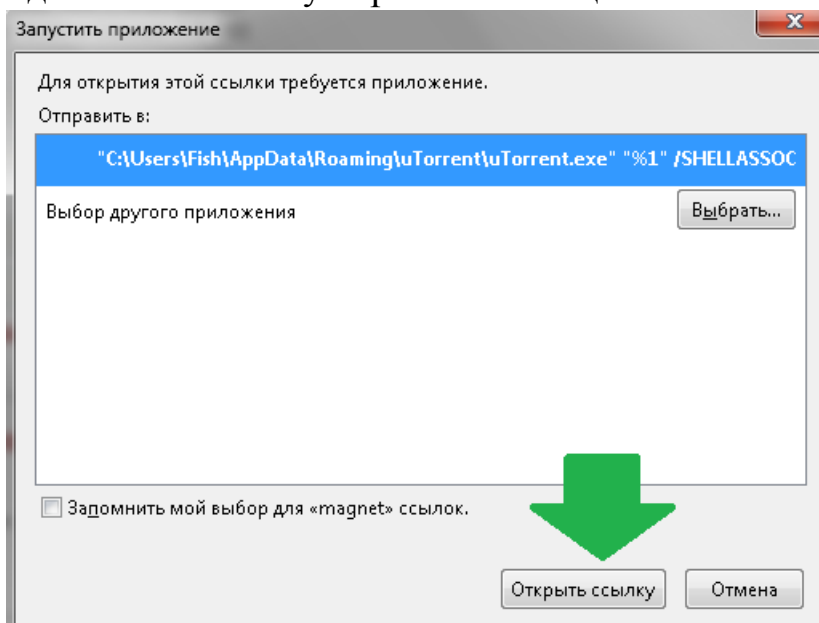 Запустить приложение
Для открытия этой ссылки требуется приложение.
Отправить в:
"C:\Users\Fish\AppData\Roaming\uTorrent\uTorrent.exe" "%1" /SHELLASSOC
Выбор другого приложения
Выбрать...
Запомнить мой выбор для «magnet» ссылок.
Открыть ссылку
Отмена